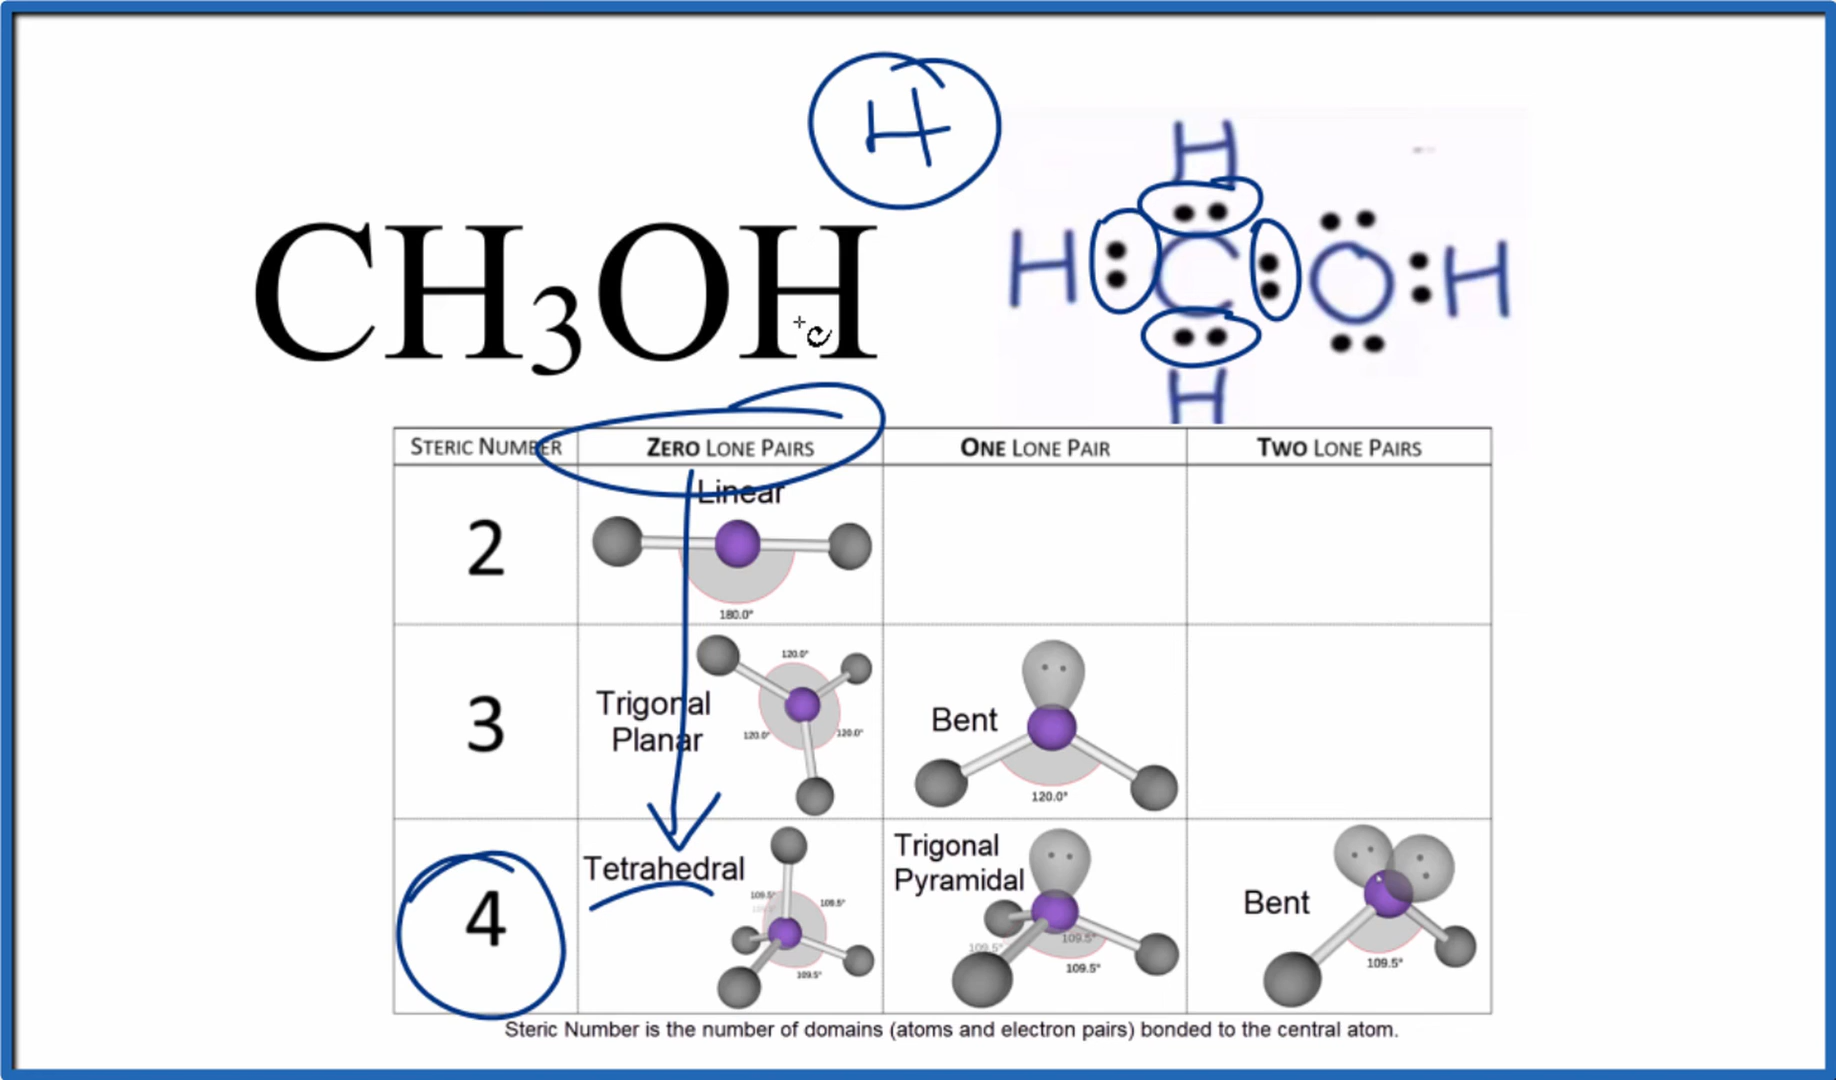 4
H
H : C : O : H
H
CH3OH
STERIC NUMBER ZERO LONE PAIRS ONE LONE PAIR TWO LONE PAIRS
2
Linear
180.0°
3
Trigonal
Planar
120.0°
120.0°
120.0°
Bent
120.0°
4
Tetrahedral
109.5°
109.5°
109.5°
Trigonal
Pyramidal
109.5°
109.5°
109.5°
Bent
109.5°
Steric Number is the number of domains (atoms and electron pairs) bonded to the central atom.